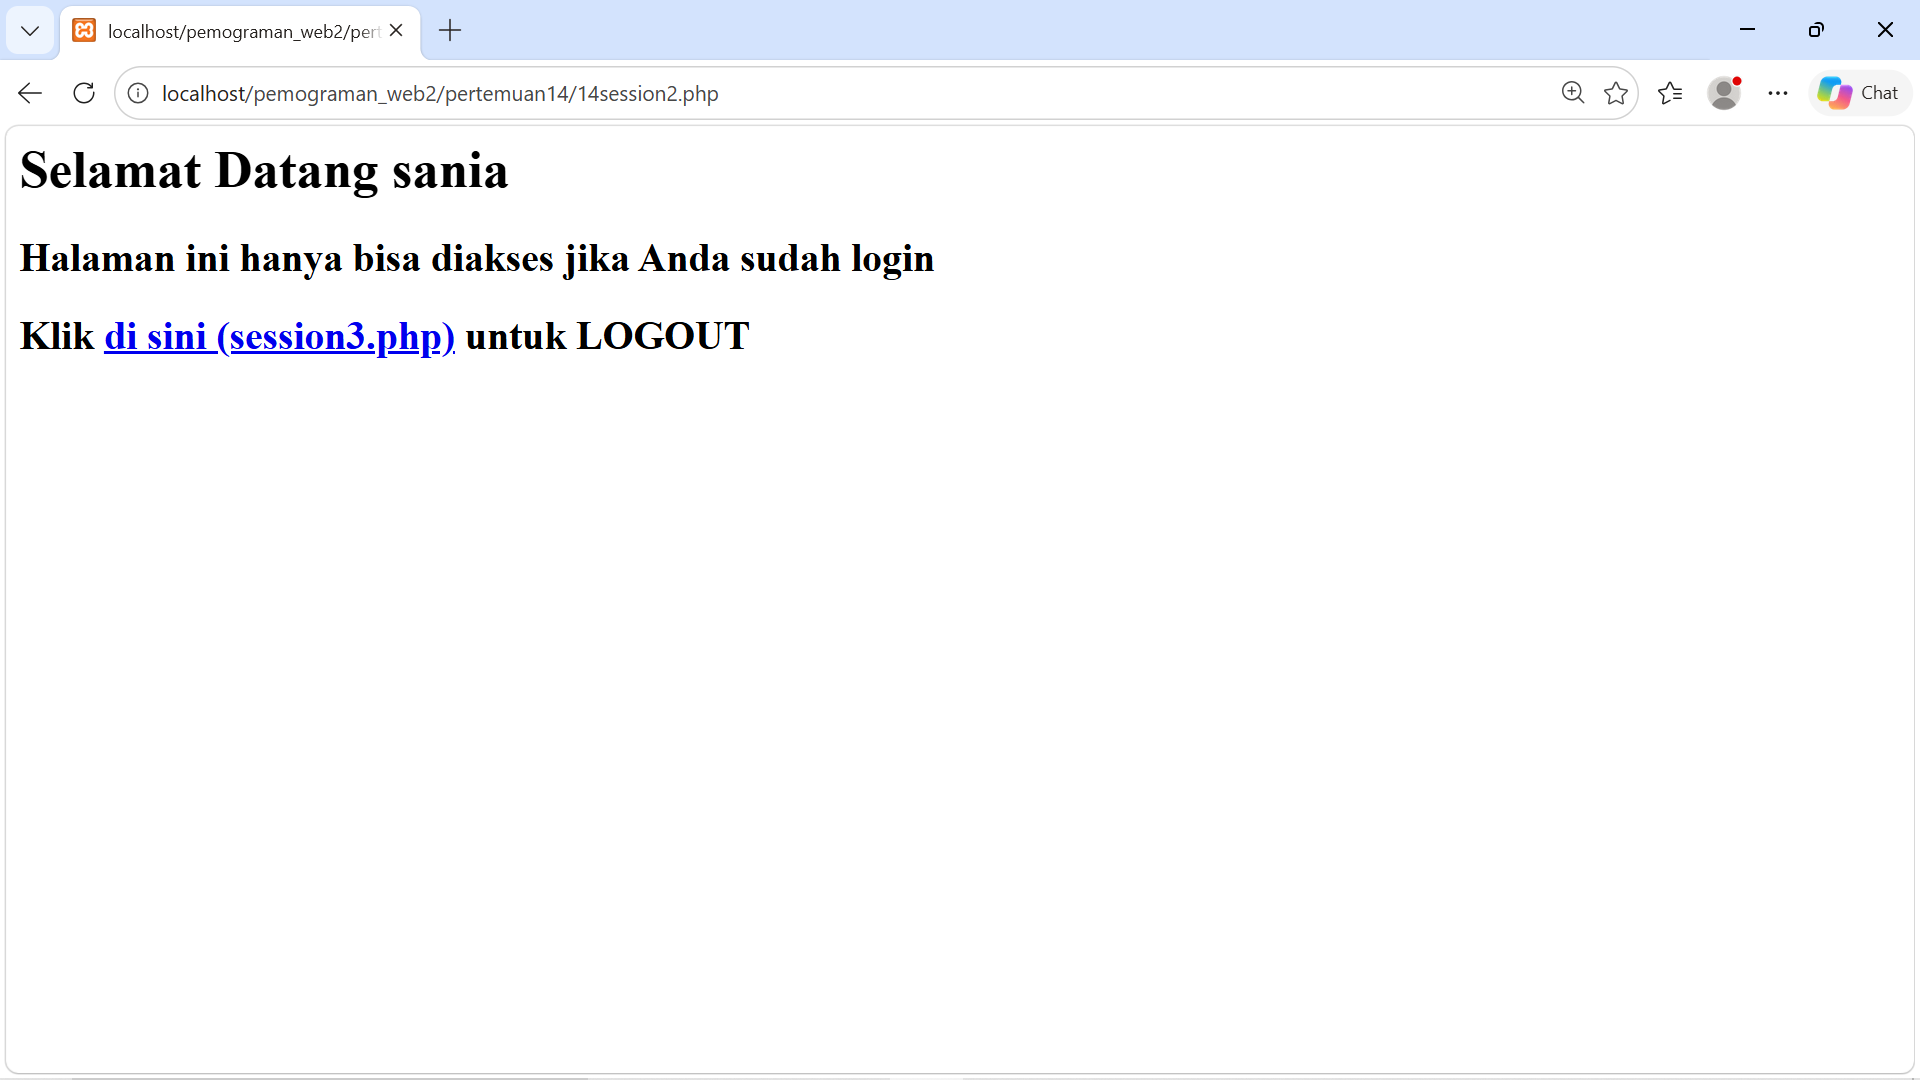 localhost/pemograman_web2/pert
localhost/pemograman_web2/pertemuan14/14session2.php
Chat
Selamat Datang sania
Halaman ini hanya bisa diakses jika Anda sudah login
Klik di sini (session3.php) untuk LOGOUT